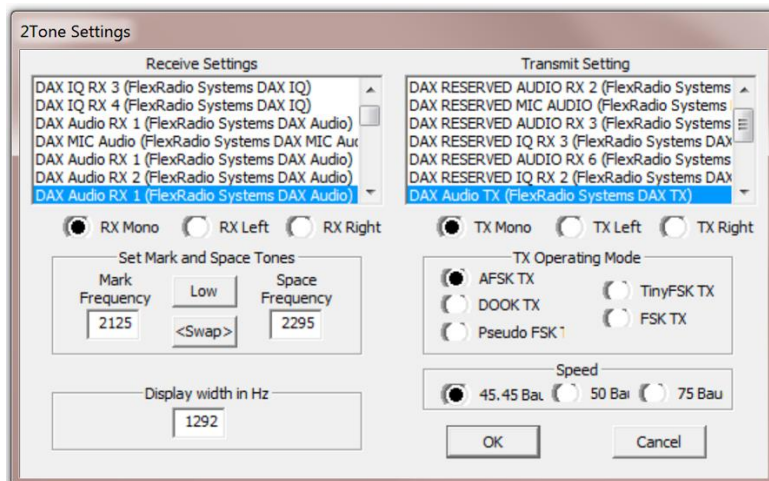 2Tone Settings
Receive Settings
DAX IQ RX 3 (FlexRadio Systems DAX IQ)
DAX IQ RX 4 (FlexRadio Systems DAX IQ)
DAX Audio RX 1 (FlexRadio Systems DAX Audio)
DAX MIC Audio (FlexRadio Systems DAX MIC Aud
DAX Audio RX 1 (FlexRadio Systems DAX Audio)
DAX Audio RX 2 (FlexRadio Systems DAX Audio)
DAX Audio RX 1 (FlexRadio Systems DAX Audio)
RX Mono RX Left RX Right
Set Mark and Space Tones
Mark Frequency
Low
Space Frequency
2125
<Swap>
2295
Display width in Hz
1292
Transmit Setting
DAX RESERVED AUDIO RX 2 (FlexRadio Systems
DAX RESERVED MIC AUDIO (FlexRadio Systems
DAX RESERVED AUDIO RX 3 (FlexRadio Systems
DAX RESERVED IQ RX 3 (FlexRadio Systems DAX
DAX RESERVED AUDIO RX 6 (FlexRadio Systems
DAX RESERVED IQ RX 2 (FlexRadio Systems DAX
DAX Audio TX (FlexRadio Systems DAX TX)
TX Mono TX Left TX Right
TX Operating Mode
AFSK TX
DOOK TX
Pseudo FSK T
TinyFSK TX
FSK TX
Speed
45.45 Bau 50 Bau 75 Bau
OK Cancel